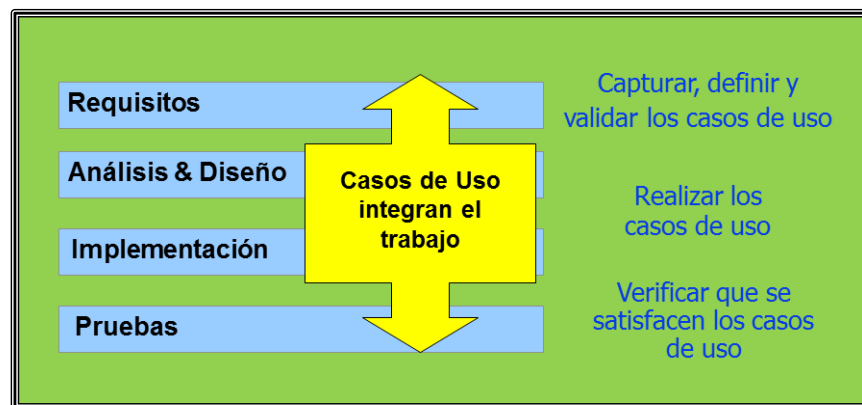 Requisitos
Análisis & Diseño
Implementación
Pruebas
Casos de Uso
integran el
trabajo
Capturar, definir y
validar los casos de uso
Realizar los
casos de uso
Verificar que se
satisfacen los casos
de uso